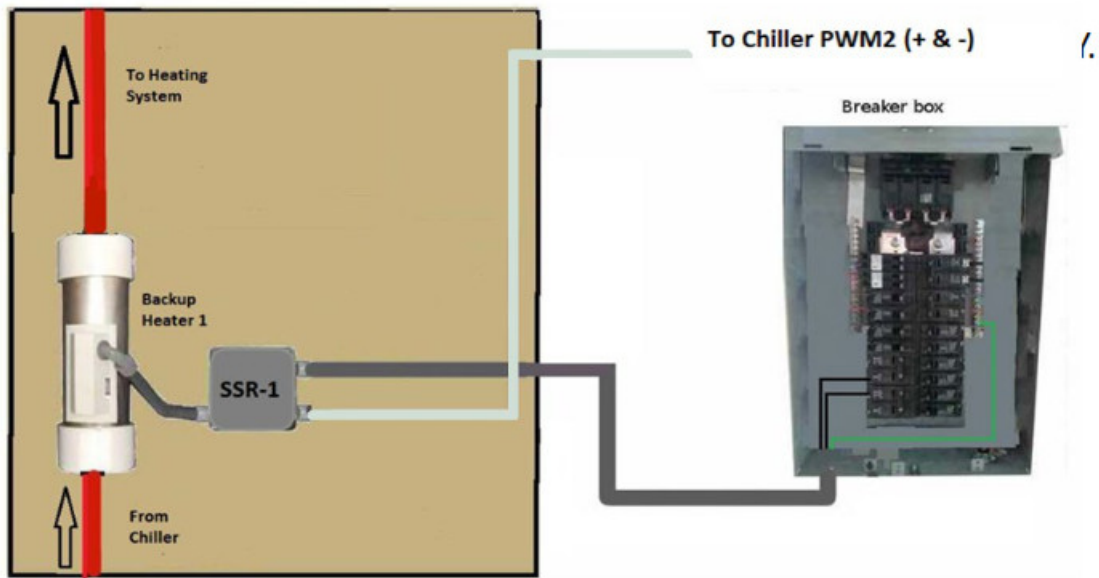 To Chiller PWM2 (+ & -)
y.
To Heating
System
Breaker box
Backup
Heater 1
SSR-1
From
Chiller